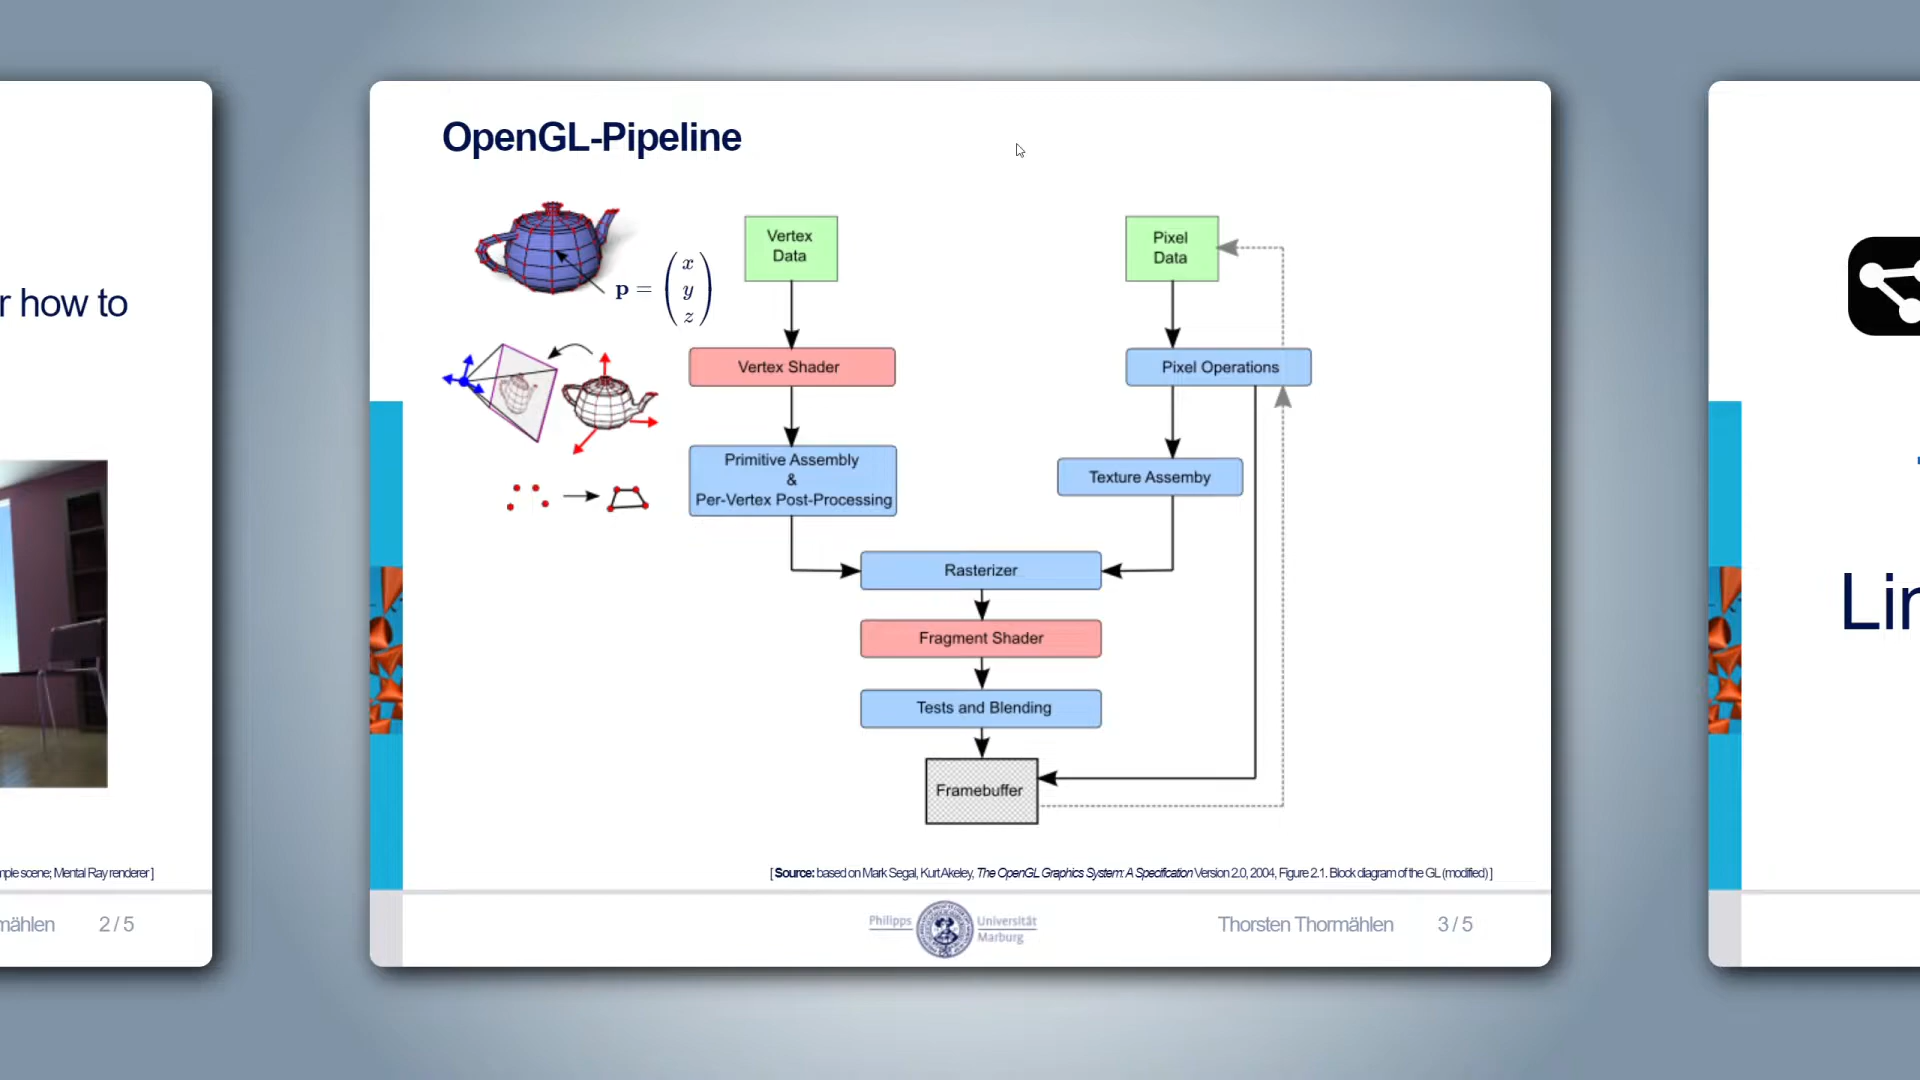 r how to
mple scene; Mental Ray renderer ]
mählen 2 / 5
OpenGL-Pipeline
p = ( x y z )
Vertex
Data
Pixel
Data
Vertex Shader
Pixel Operations
Primitive Assembly
&
Per-Vertex Post-Processing
Texture Assemby
Rasterizer
Fragment Shader
Tests and Blending
Framebuffer
[ Source: based on Mark Segal, Kurt Akeley, The OpenGL Graphics System: A Specification Version 2.0, 2004, Figure 2.1. Block diagram of the GL (modified) ]
Philipps Universität
Marburg
Thorsten Thormählen 3 / 5